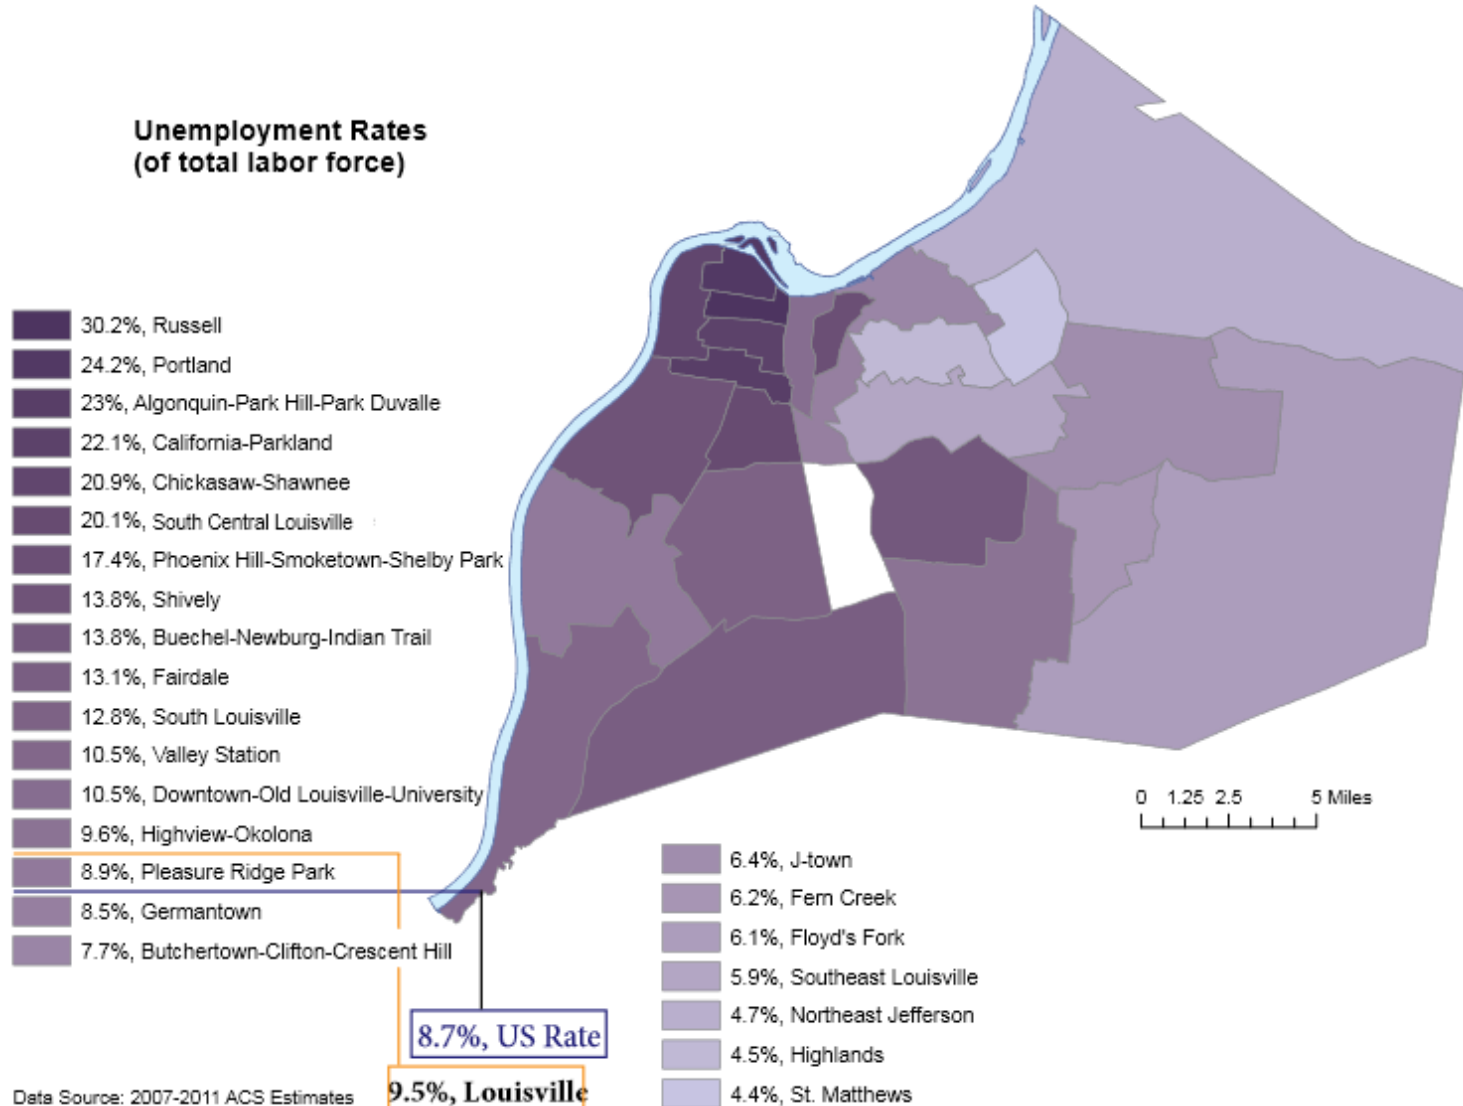 Unemployment Rates
(of total labor force)
30.2%, Russell
24.2%, Portland
23%, Algonquin-Park Hill-Park Duvalle
22.1%, California-Parkland
20.9%, Chickasaw-Shawnee
20.1%, South Central Louisville
17.4%, Phoenix Hill-Smoketown-Shelby Park
13.8%, Shively
13.8%, Buechel-Newburg-Indian Trail
13.1%, Fairdale
12.8%, South Louisville
10.5%, Valley Station
10.5%, Downtown-Old Louisville-University
9.6%, Highview-Okolona
8.9%, Pleasure Ridge Park
8.5%, Germantown
7.7%, Butchertown-Clifton-Crescent Hill
8.7%, US Rate
9.5%, Louisville
Data Source: 2007-2011 ACS Estimates
0 1.25 2.5 5 Miles
6.4%, J-town
6.2%, Fern Creek
6.1%, Floyd's Fork
5.9%, Southeast Louisville
4.7%, Northeast Jefferson
4.5%, Highlands
4.4%, St. Matthews